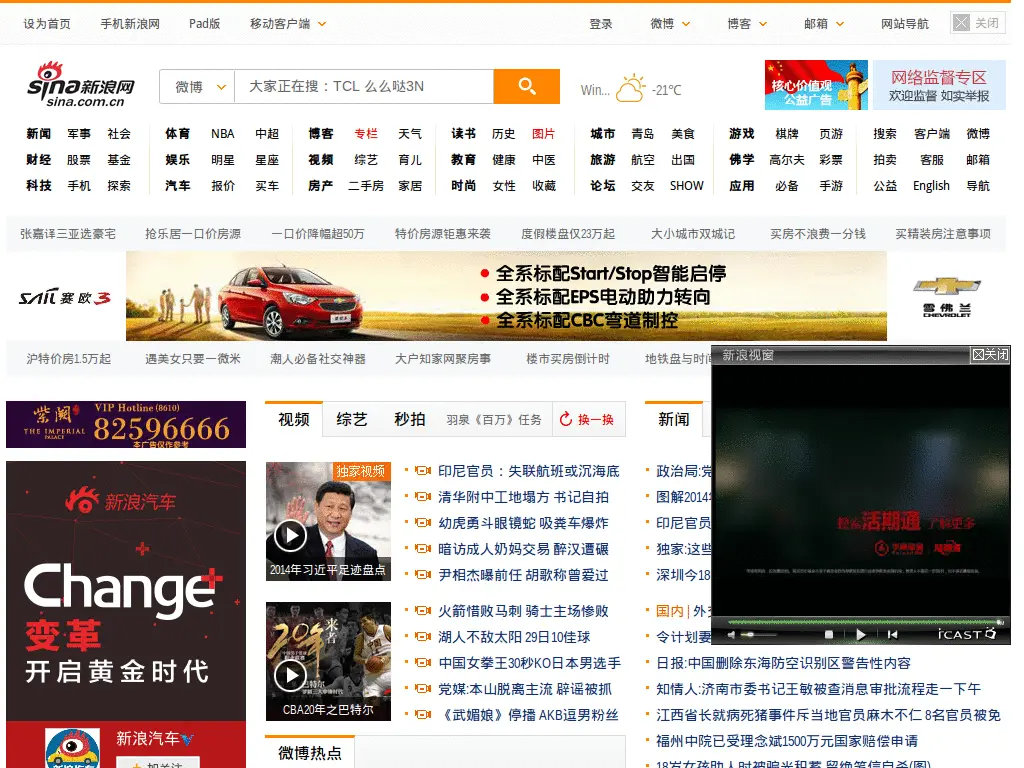 设为首页 手机新浪网 Pad版 移动客户端 登录 微博 博客 邮箱 网站导航 关闭
sina新浪网
sina.com.cn
微博 大家正在搜：TCL 么么哒3N Win... -21℃
核心价值观
公益广告
网络监督专区
欢迎监督 如实举报
新闻 军事 社会 体育 NBA 中超 博客 专栏 天气 读书 历史 图片 城市 青岛 美食 游戏 棋牌 页游 搜索 客户端 微博
财经 股票 基金 娱乐 明星 星座 视频 综艺 育儿 教育 健康 中医 旅游 航空 出国 佛学 高尔夫 彩票 拍卖 客服 邮箱
科技 手机 探索 汽车 报价 买车 房产 二手房 家居 时尚 女性 收藏 论坛 交友 SHOW 应用 必备 手游 公益 English 导航
张嘉译三亚选豪宅 抢乐居一口价房源 一口价降幅超50万 特价房源钜惠来袭 度假楼盘仅23万起 大小城市双城记 买房不浪费一分钱 买精装房注意事项
SAIL 赛欧 3
全系标配Start/Stop智能启停
全系标配EPS电动助力转向
全系标配CBC弯道制控
雪佛兰
CHEVROLET
沪特价房1.5万起 遇美女只要一微米 潮人必备社交神器 大户知家网聚房事 楼市买房倒计时 地铁盘与时间
新浪视窗 关闭
紫阙
THE IMPERIAL PALACE
VIP Hotline (8610)
82596666
本广告仅作参考
新浪汽车
Change
变革
开启黄金时代
新浪汽车
+ 加关注
视频 综艺 秒拍 羽泉《百万》任务 换一换
独家视频
2014年习近平足迹盘点
印尼官员：失联航班或沉海底
清华附中工地塌方 书记自拍
幼虎勇斗眼镜蛇 吸粪车爆炸
暗访成人奶妈交易 醉汉遭碾
尹相杰曝前任 胡歌称曾爱过
20年 来者
巴特尔
CBA20年之巴特尔
火箭惜败马刺 骑士主场惨败
湖人不敌太阳 29日10佳球
中国女拳王30秒KO日本男选手
党媒:本山脱离主流 辟谣被抓
《武媚娘》停播 AKB逗男粉丝
微博热点
新闻
政治局:党
图解2014
印尼官员
独家:这些
深圳今18
国内 | 外
令计划妻
日报:中国删除东海防空识别区警告性内容
知情人:济南市委书记王敏被查消息审批流程走一下午
江西省长就病死猪事件斥当地官员麻木不仁 8名官员被免
福州中院已受理念斌1500万元国家赔偿申请
18岁女孩助人时被骗光积蓄 留绝笔信自杀(图)
搜索 活期通 了解更多
iCAST